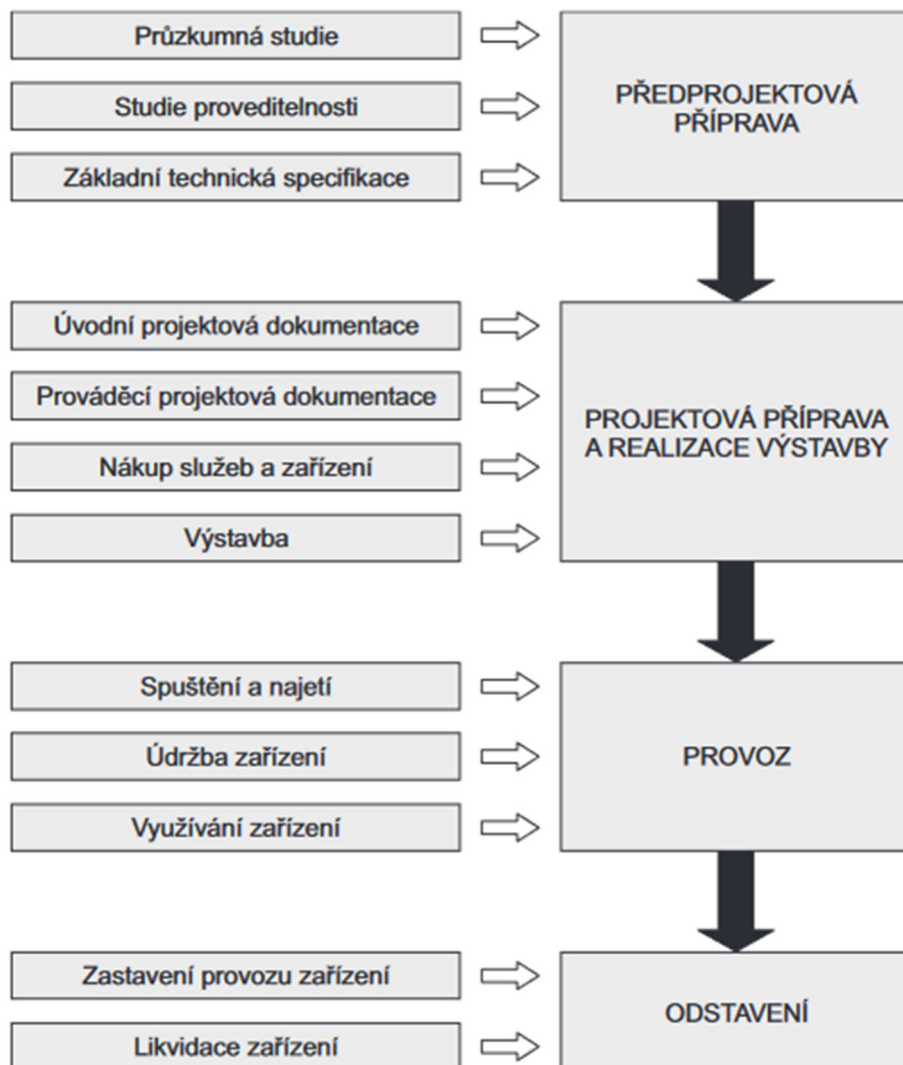 Průzkumná studie
Studie proveditelnosti
Základní technická specifikace
PŘEDPROJEKTOVÁ
PŘÍPRAVA
Úvodní projektová dokumentace
Prováděcí projektová dokumentace
Nákup služeb a zařízení
Výstavba
PROJEKTOVÁ PŘÍPRAVA
A REALIZACE VÝSTAVBY
Spuštění a najetí
Údržba zařízení
Využívání zařízení
PROVOZ
Zastavení provozu zařízení
Likvidace zařízení
ODSTAVENÍ